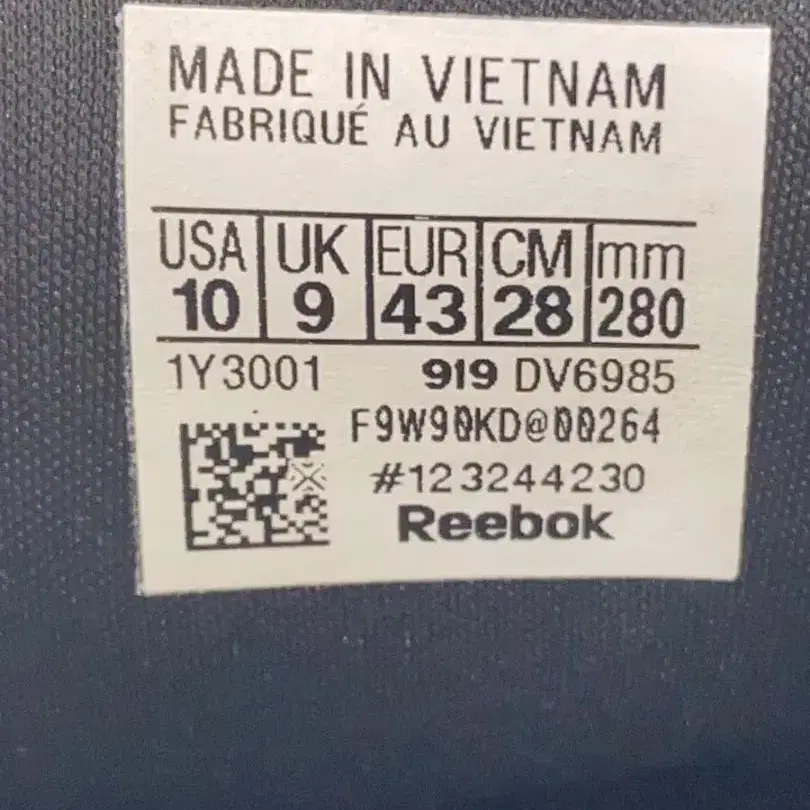 MADE IN VIETNAM
FABRIQUÉ AU VIETNAM
USA UK EUR CM mm
10 9 43 28 280
1Y3001 919 DV6985
F9W90KD@00264
#123244230
Reebok